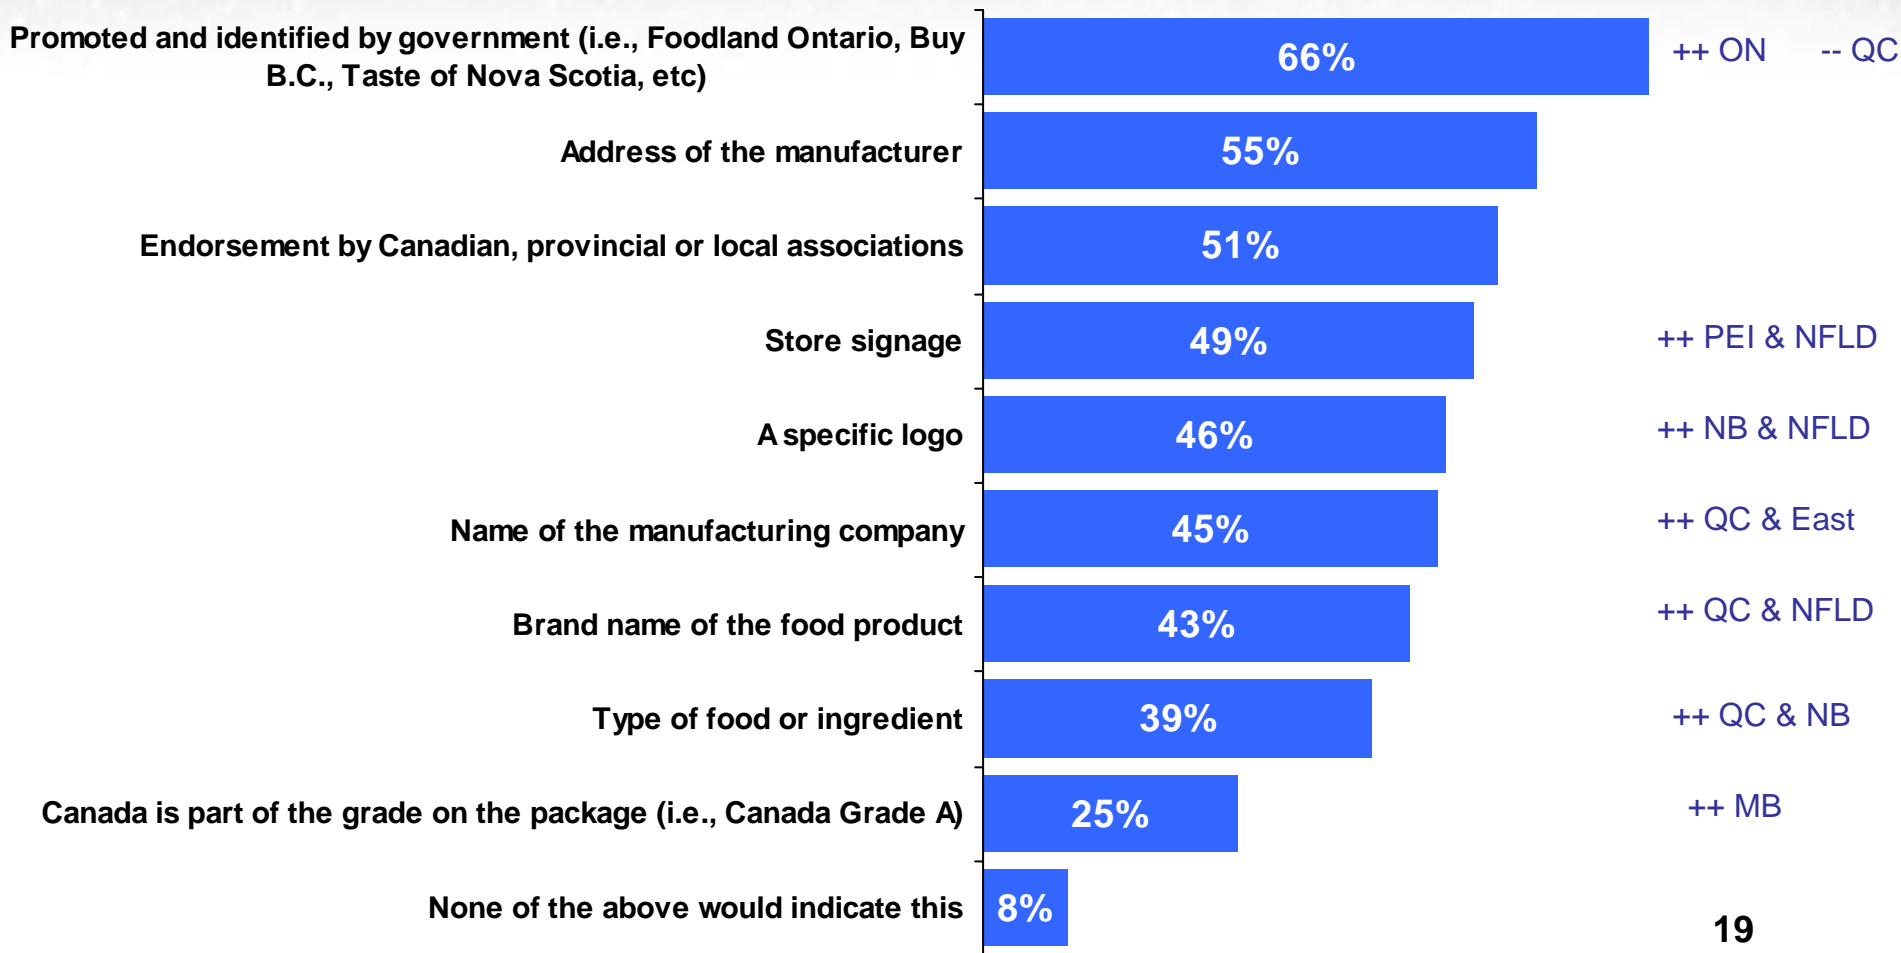 Promoted and identified by government (i.e., Foodland Ontario, Buy
B.C., Taste of Nova Scotia, etc)
66%
++ ON
-- QC
Address of the manufacturer
55%
Endorsement by Canadian, provincial or local associations
51%
Store signage
49%
++ PEI & NFLD
A specific logo
46%
++ NB & NFLD
Name of the manufacturing company
45%
++ QC & East
Brand name of the food product
43%
++ QC & NFLD
Type of food or ingredient
39%
++ QC & NB
Canada is part of the grade on the package (i.e., Canada Grade A)
25%
++ MB
None of the above would indicate this
8%
19